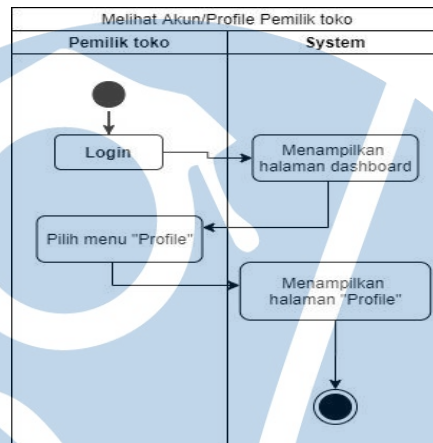 Melihat Akun/Profile Pemilik toko
Pemilik toko
System
Login
Menampilkan
halaman dashboard
Pilih menu "Profile"
Menampilkan
halaman "Profile"